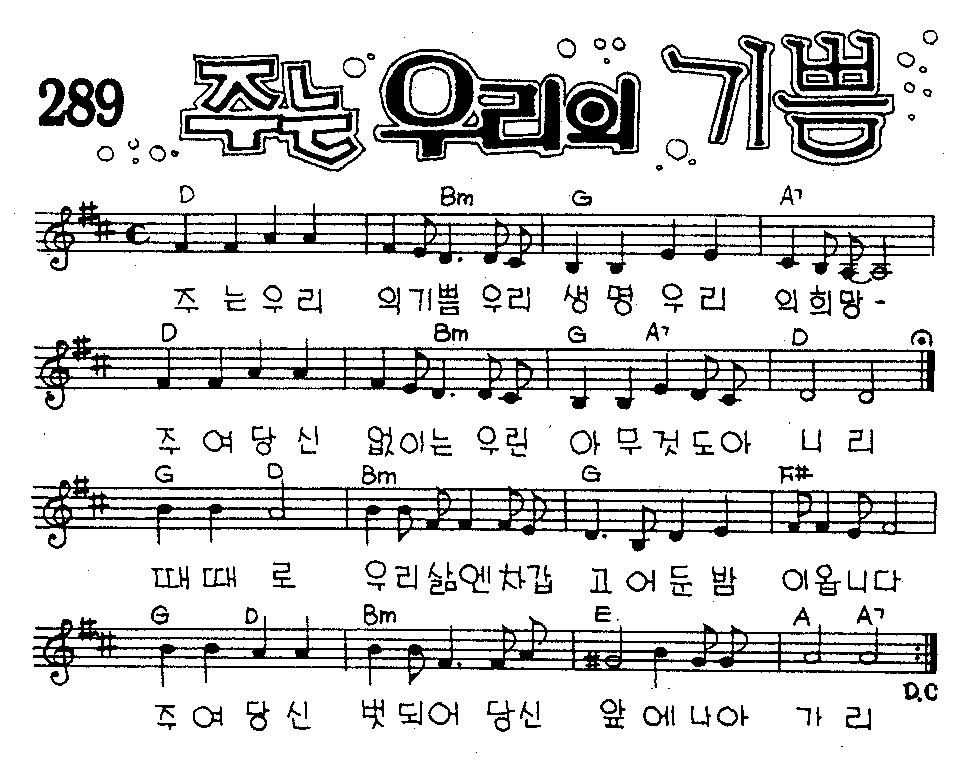 289 주는 우리의 기쁨
D Bm G A7
주 는 우 리 의 기 쁨 우 리 생 명 우 리 의 희 망 -
D Bm G A7 D
주 여 당 신 없 이 는 우 린 아 무 것 도 아 니 리
G D Bm G F#
때 때 로 우 리 삶 엔 차 갑 고 어 둔 밤 이 옵 니 다
G D Bm E A A7
D.C
주 여 당 신 벗 되 어 당 신 앞 에 나 아 가 리